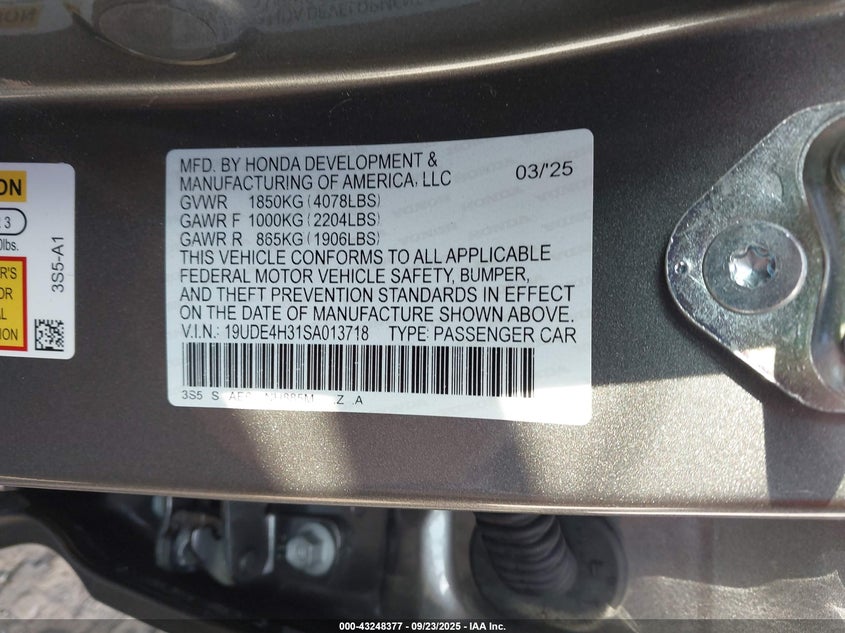 MFD. BY HONDA DEVELOPMENT &
MANUFACTURING OF AMERICA, LLC
03/'25
GVWR 1850KG (4078LBS)
GAWR F 1000KG (2204LBS)
GAWR R 865KG (1906LBS)
THIS VEHICLE CONFORMS TO ALL APPLICABLE
FEDERAL MOTOR VEHICLE SAFETY, BUMPER,
AND THEFT PREVENTION STANDARDS IN EFFECT
ON THE DATE OF MANUFACTURE SHOWN ABOVE.
V.I.N.: 19UDE4H31SA013718 TYPE: PASSENGER CAR
3S5
3S5-A1
000-43248377 - 09/23/2025 - IAA Inc.